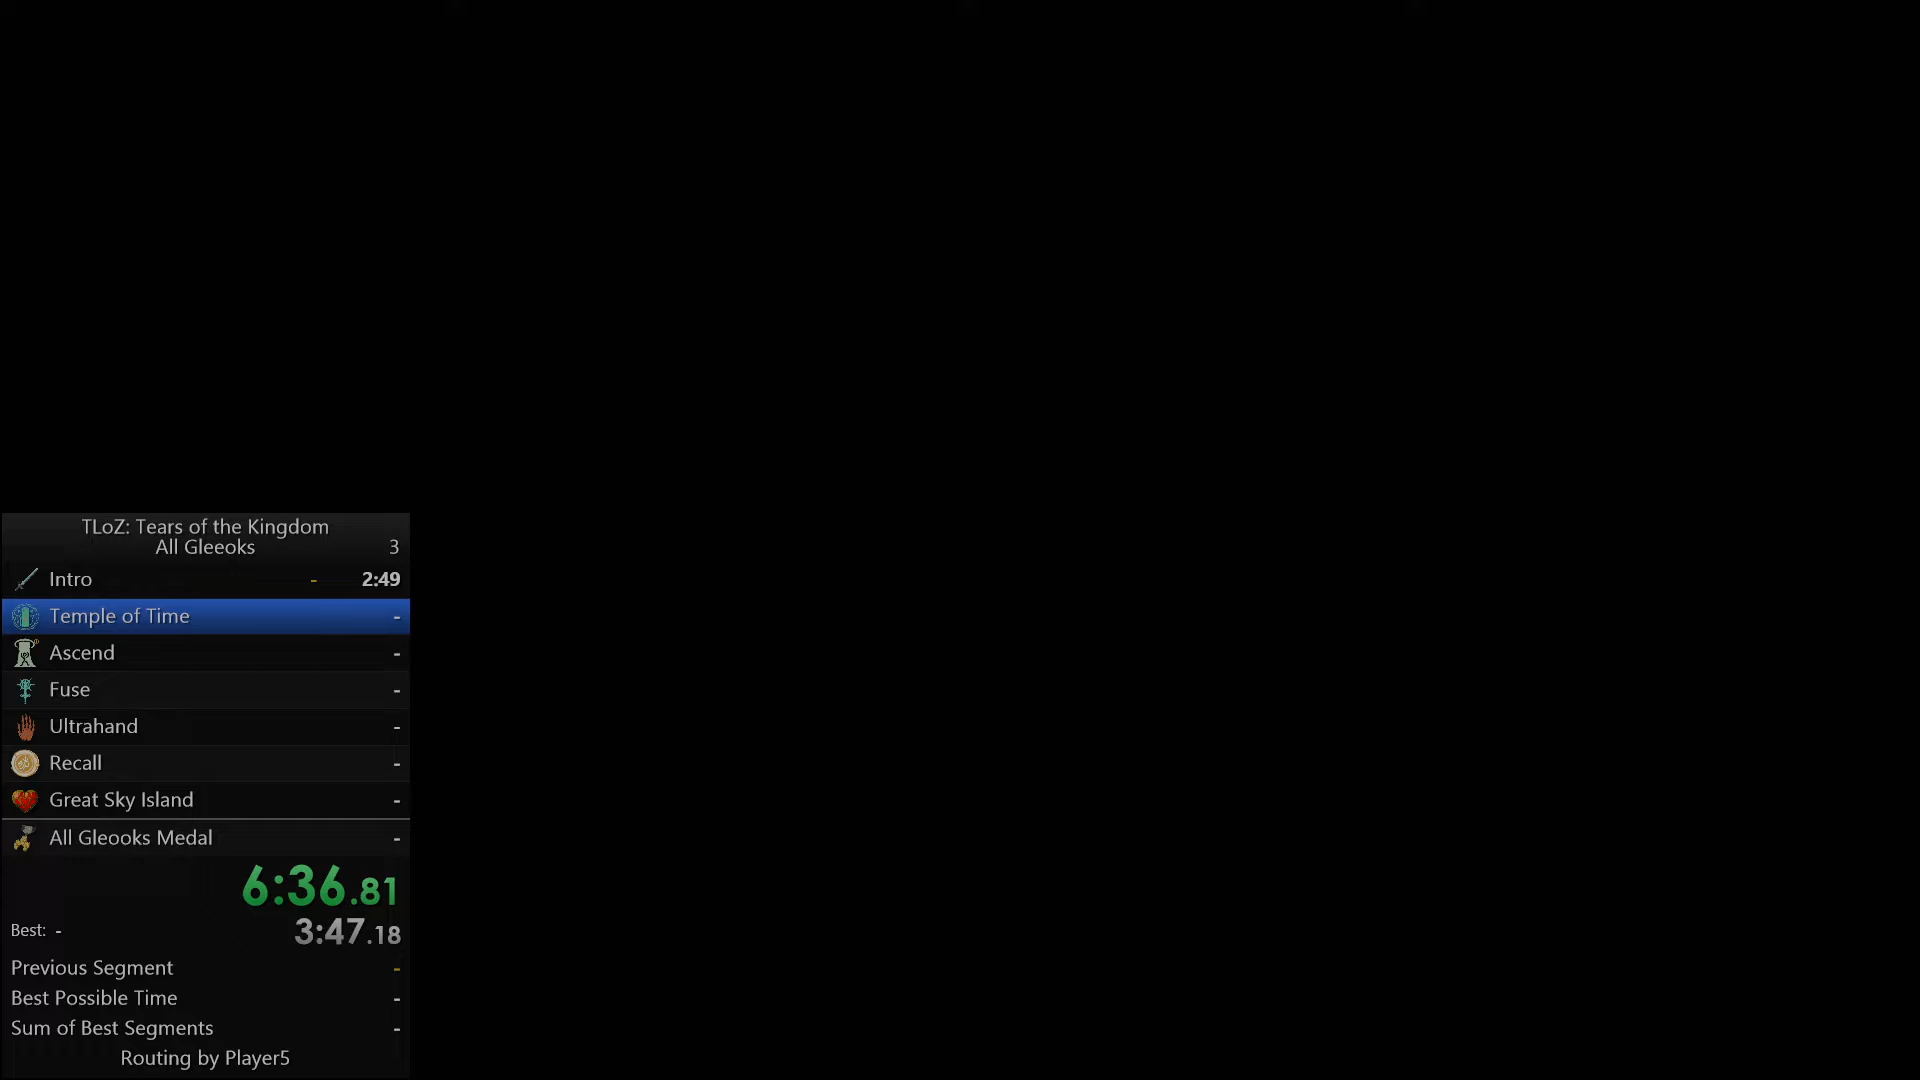 TLoZ: Tears of the Kingdom
All Gleeoks 3
Intro - 2:49
Temple of Time -
Ascend -
Fuse -
Ultrahand -
Recall -
Great Sky Island -
All Gleooks Medal -
6:36.81
Best: - 3:47.18
Previous Segment -
Best Possible Time -
Sum of Best Segments -
Routing by Player5